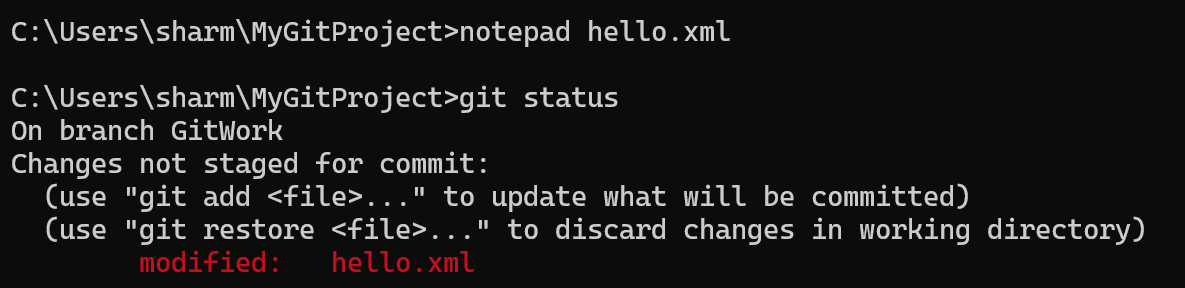 C:\Users\sharm\MyGitProject>notepad hello.xml
C:\Users\sharm\MyGitProject>git status
On branch GitWork
Changes not staged for commit:
  (use "git add <file>..." to update what will be committed)
  (use "git restore <file>..." to discard changes in working directory)
        modified:   hello.xml